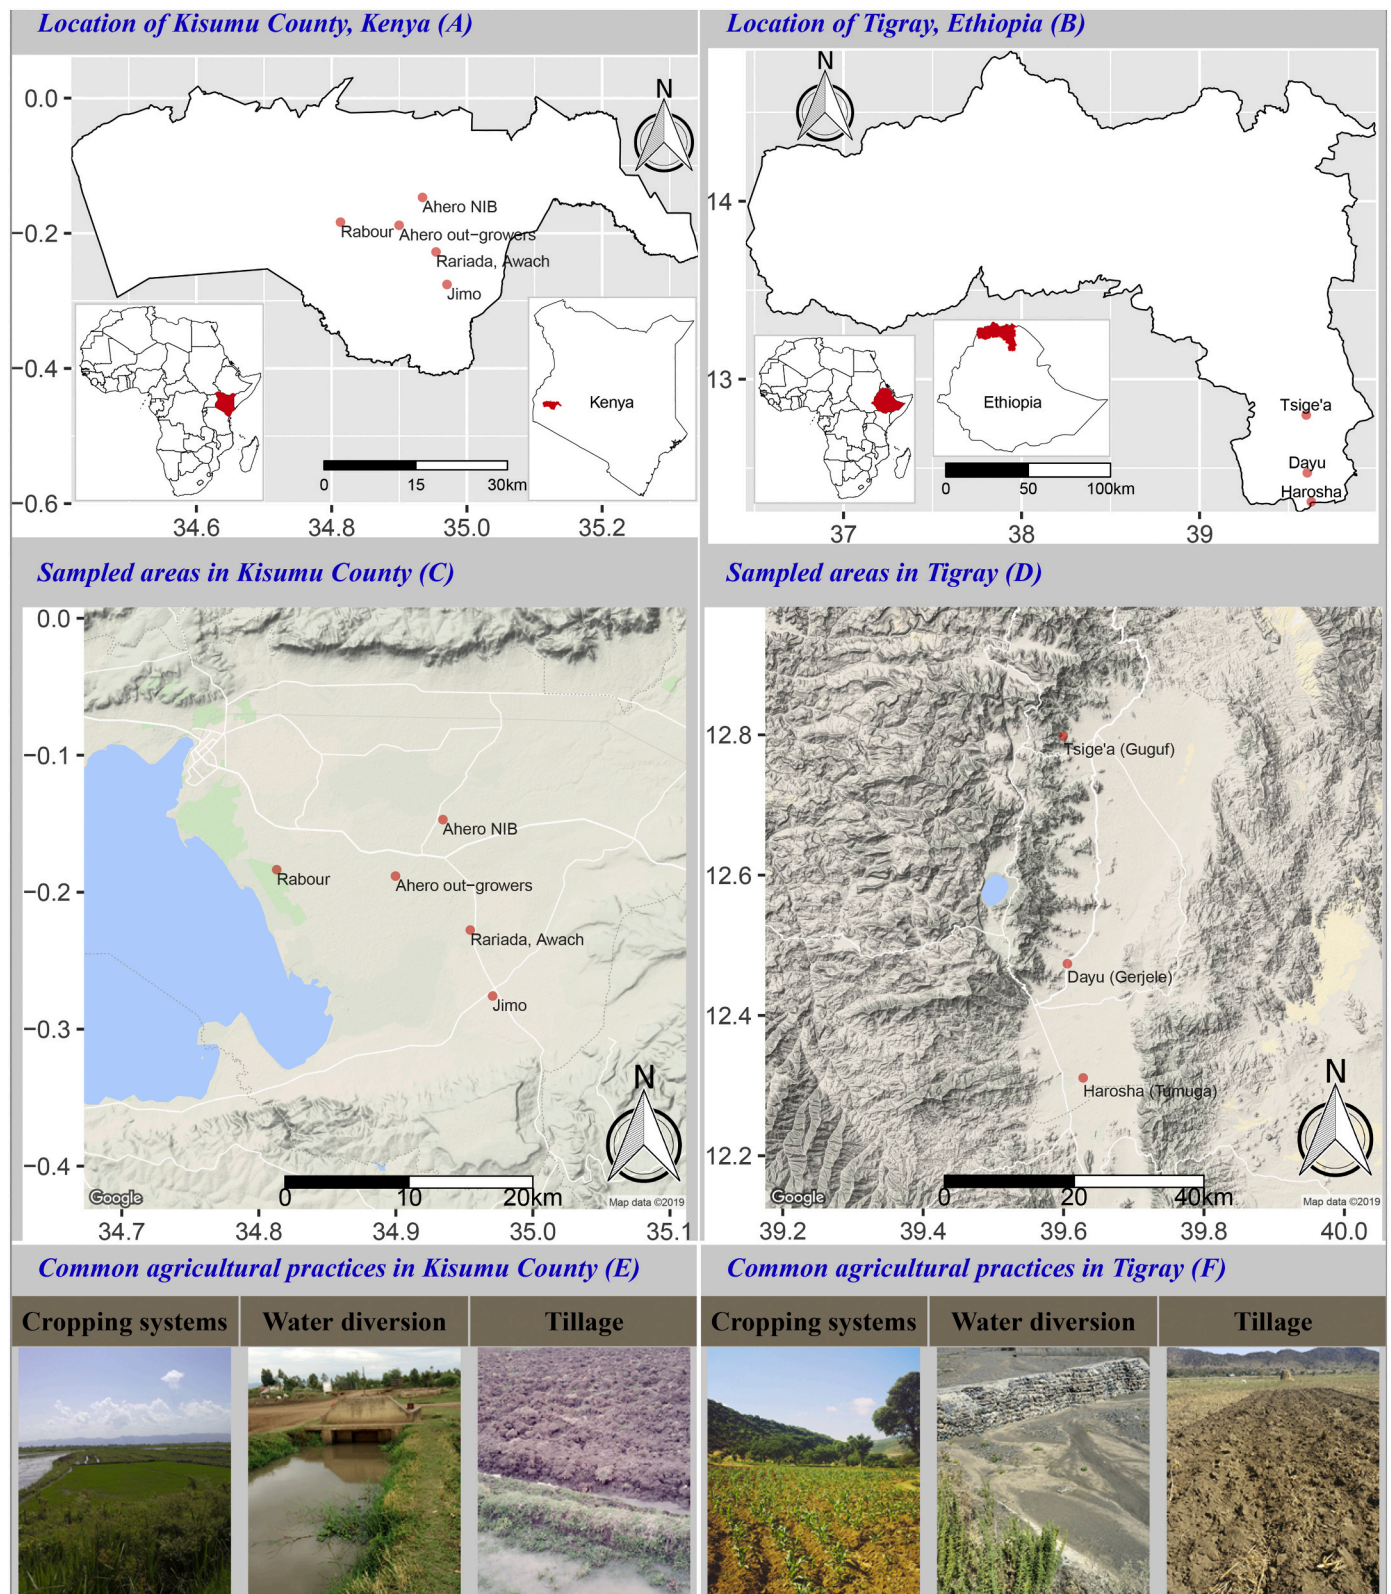 Location of Kisumu County, Kenya (A)
N
0.0
−0.2
−0.4
−0.6
Ahero NIB
Rabour
Ahero out−growers
Rariada, Awach
Jimo
Kenya
0 15 30km
34.6 34.8 35.0 35.2
Location of Tigray, Ethiopia (B)
N
14
13
Ethiopia
Tsige'a
Dayu
Harosha
0 50 100km
37 38 39
Sampled areas in Kisumu County (C)
0.0
−0.1
−0.2
−0.3
−0.4
Ahero NIB
Rabour
Ahero out−growers
Rariada, Awach
Jimo
N
0 10 20km
Google
Map data ©2019
34.7 34.8 34.9 35.0 35.1
Sampled areas in Tigray (D)
12.8
12.6
12.4
12.2
Tsige'a (Guguf)
Dayu (Gerjele)
Harosha (Tumuga)
N
0 20 40km
Google
Map data ©2019
39.2 39.4 39.6 39.8 40.0
Common agricultural practices in Kisumu County (E)
Cropping systems Water diversion Tillage
Common agricultural practices in Tigray (F)
Cropping systems Water diversion Tillage